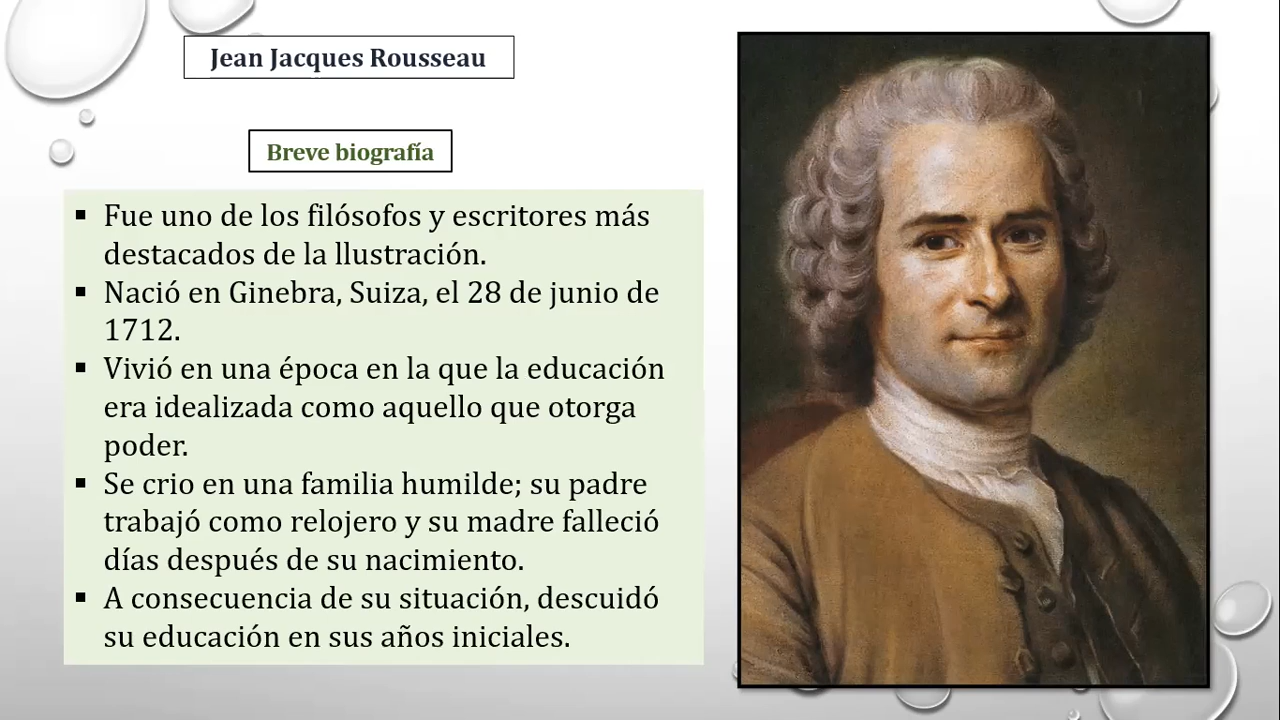 Jean Jacques Rousseau
Breve biografía
▪ Fue uno de los filósofos y escritores más
destacados de la llustración.
▪ Nació en Ginebra, Suiza, el 28 de junio de
1712.
▪ Vivió en una época en la que la educación
era idealizada como aquello que otorga
poder.
▪ Se crio en una familia humilde; su padre
trabajó como relojero y su madre falleció
días después de su nacimiento.
▪ A consecuencia de su situación, descuidó
su educación en sus años iniciales.